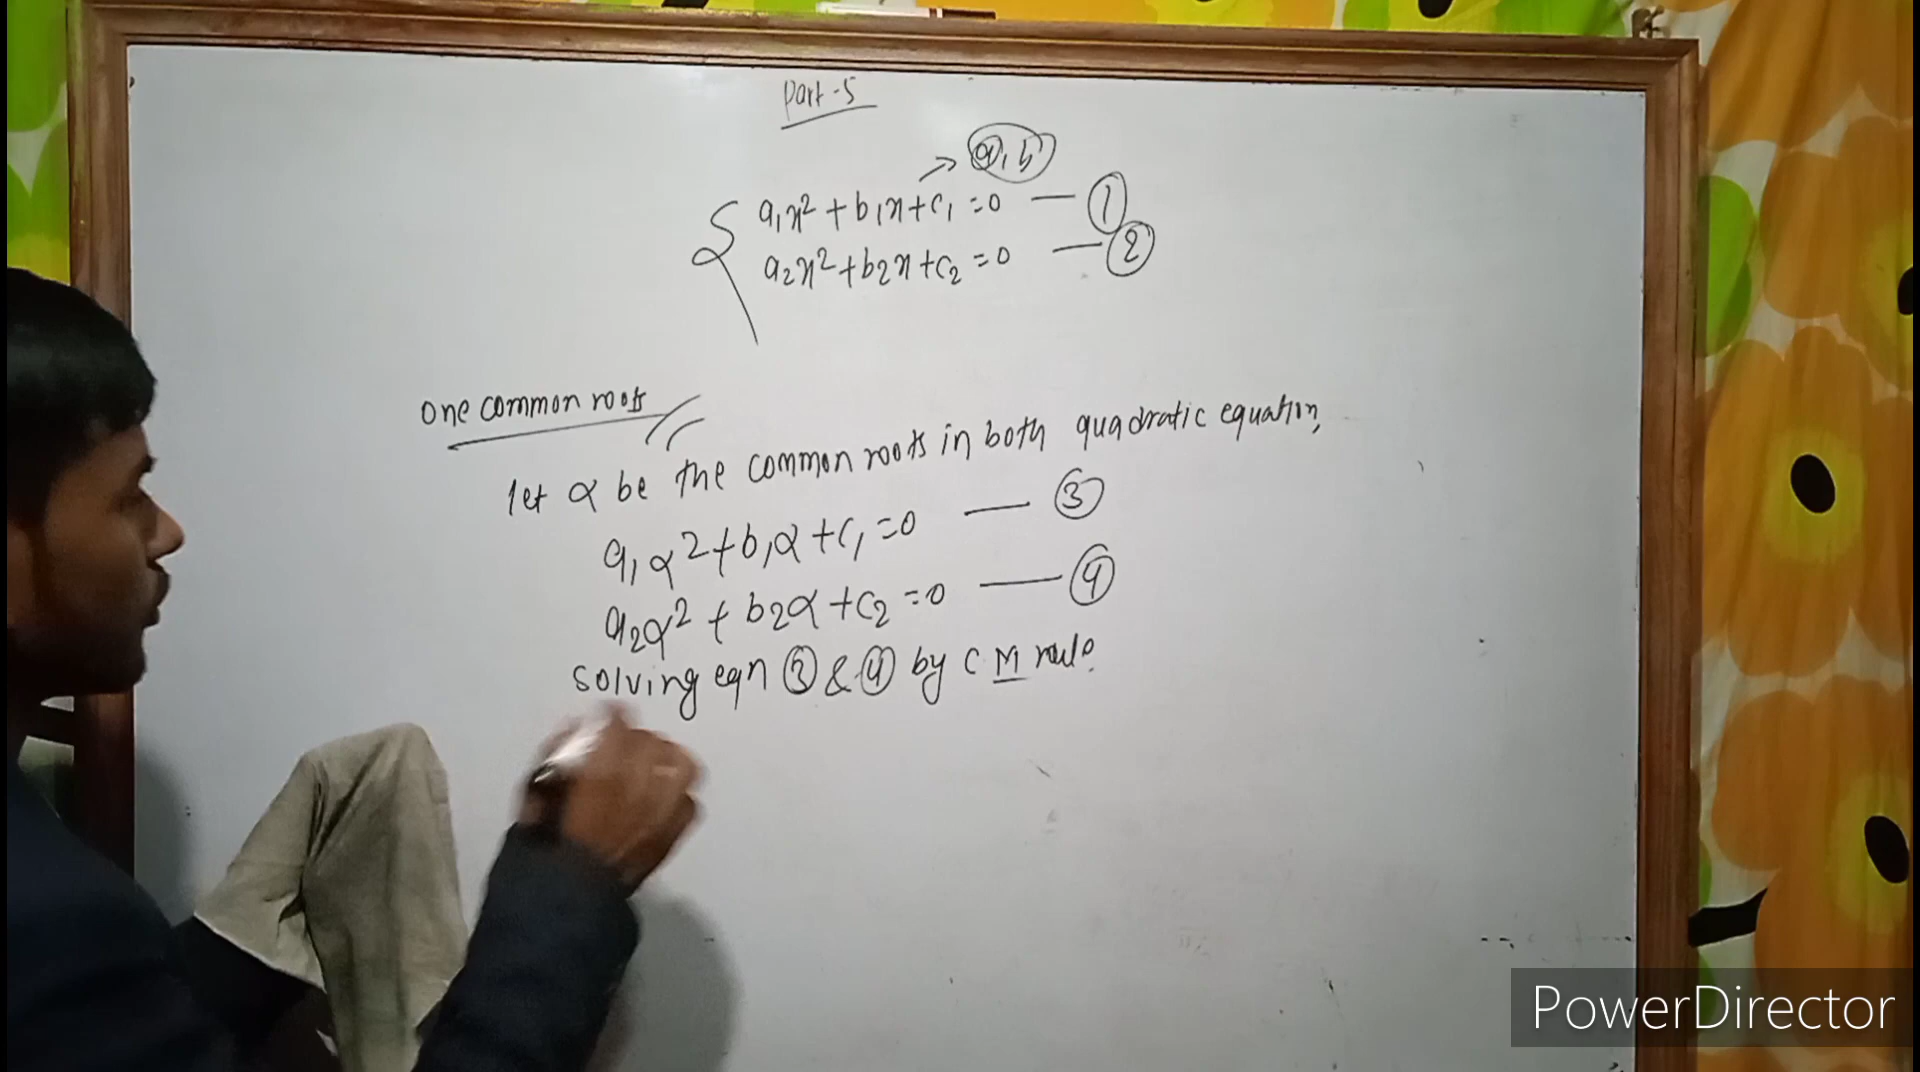 Part-5
a₁x²+b₁x+c₁=0 — ①
a₂x²+b₂x+c₂=0 — ②
One common roots
let α be the common roots in both quadratic equation,
a₁α²+b₁α+c₁=0 — ③
a₂α²+b₂α+c₂=0 — ④
Solving eqn ③ & ④ by C M rule
PowerDirector